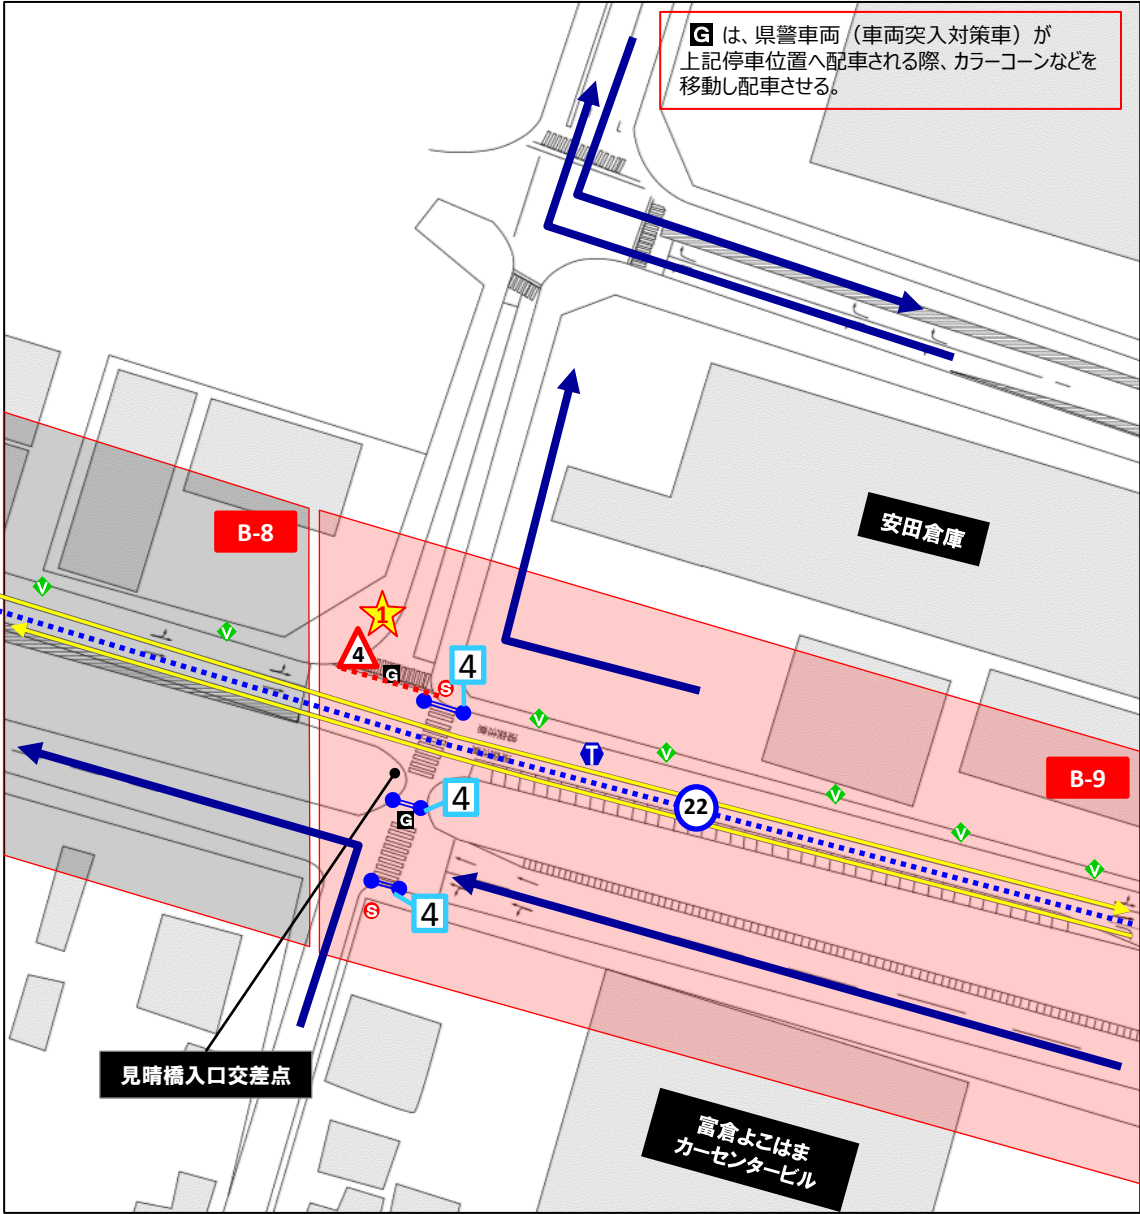 G は、県警車両（車両突入対策車）が
上記停車位置へ配車される際、カラーコーンなどを
移動し配車させる。
安田倉庫
B-8
V
V
1
4
G
S
4
V
T
V
B-9
22
V
4
G
V
V
4
S
見晴橋入口交差点
富倉よこはま
カーセンタービル